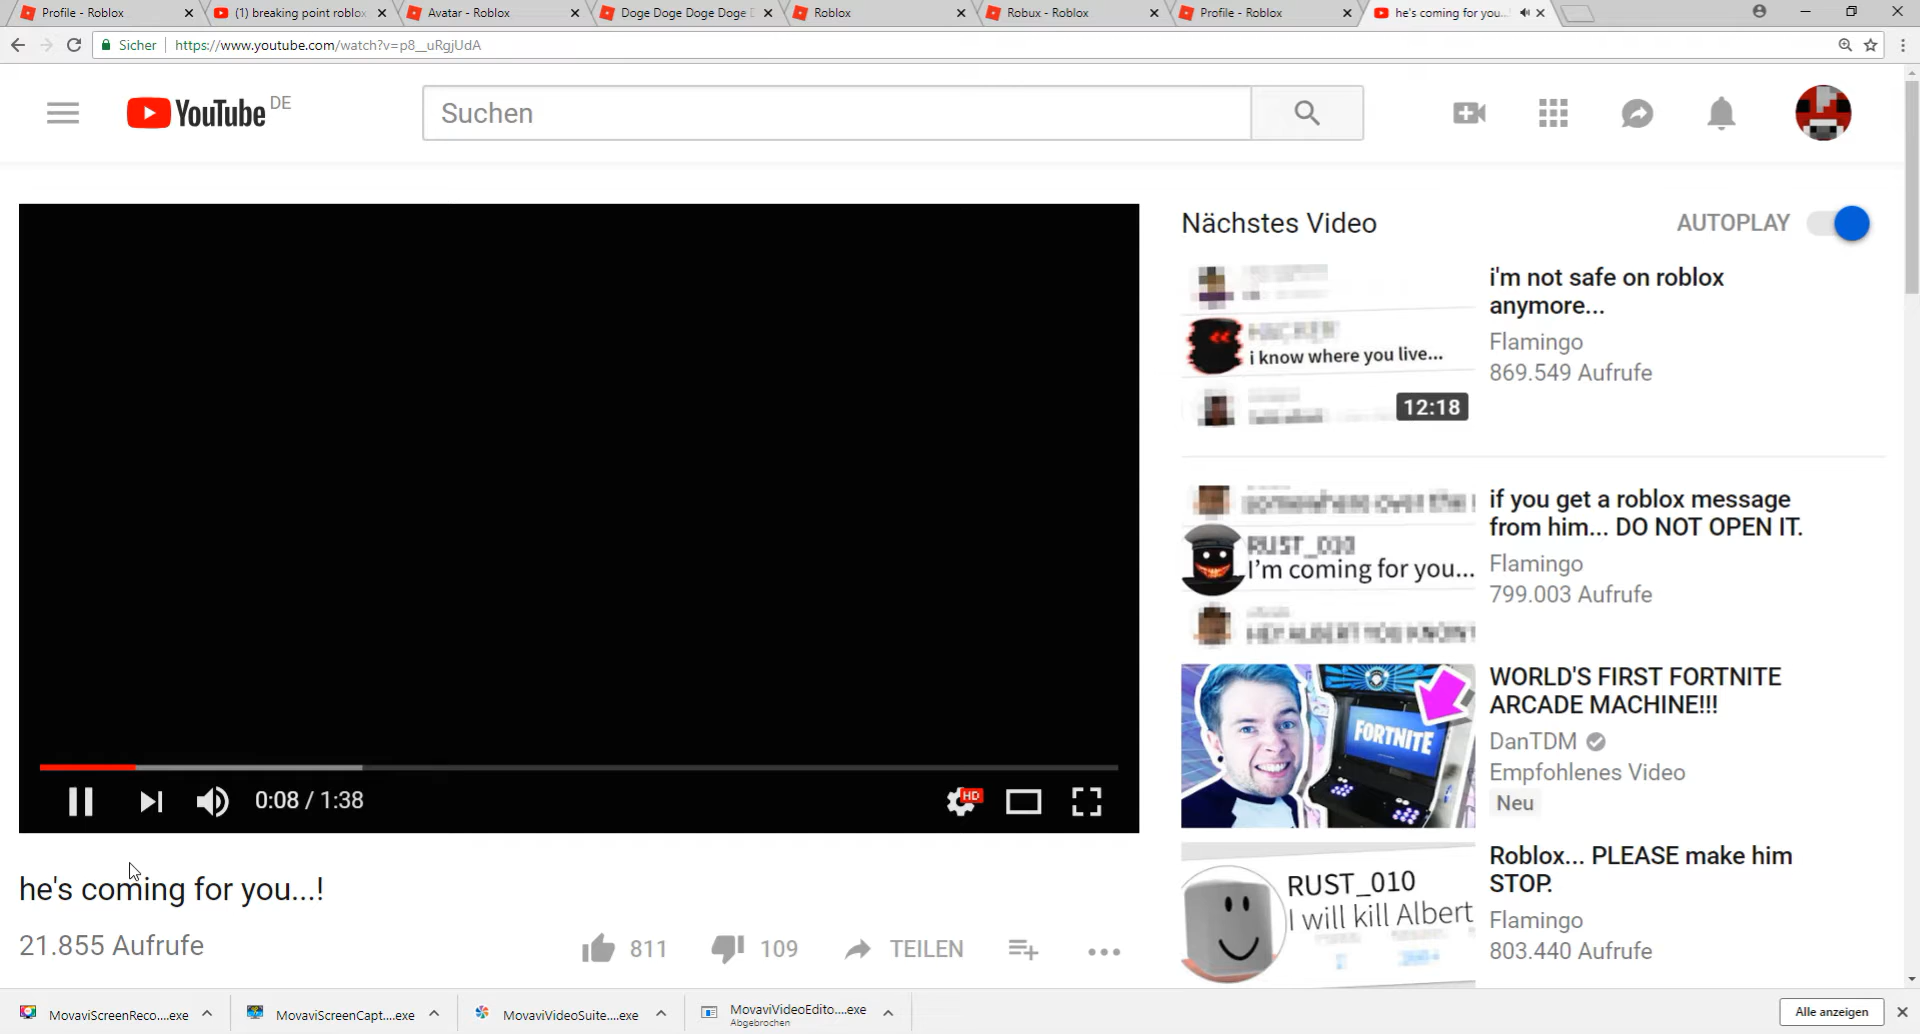 Profile - Roblox
(1) breaking point roblox
Avatar - Roblox
Doge Doge Doge Doge
Roblox
Robux - Roblox
Profile - Roblox
he's coming for you...
Sicher
https://www.youtube.com/watch?v=p8__uRgjUdA
YouTube DE
Suchen
Nächstes Video
AUTOPLAY
i know where you live...
12:18
i'm not safe on roblox
anymore...
Flamingo
869.549 Aufrufe
RUST_010
I'm coming for you...
if you get a roblox message
from him... DO NOT OPEN IT.
Flamingo
799.003 Aufrufe
FORTNITE
WORLD'S FIRST FORTNITE
ARCADE MACHINE!!!
DanTDM
Empfohlenes Video
Neu
RUST_010
I will kill Albert
Roblox... PLEASE make him
STOP.
Flamingo
803.440 Aufrufe
0:08 / 1:38
HD
he's coming for you...!
21.855 Aufrufe
811
109
TEILEN
MovaviScreenReco....exe
MovaviScreenCapt....exe
MovaviVideoSuite....exe
MovaviVideoEdito....exe
Abgebrochen
Alle anzeigen